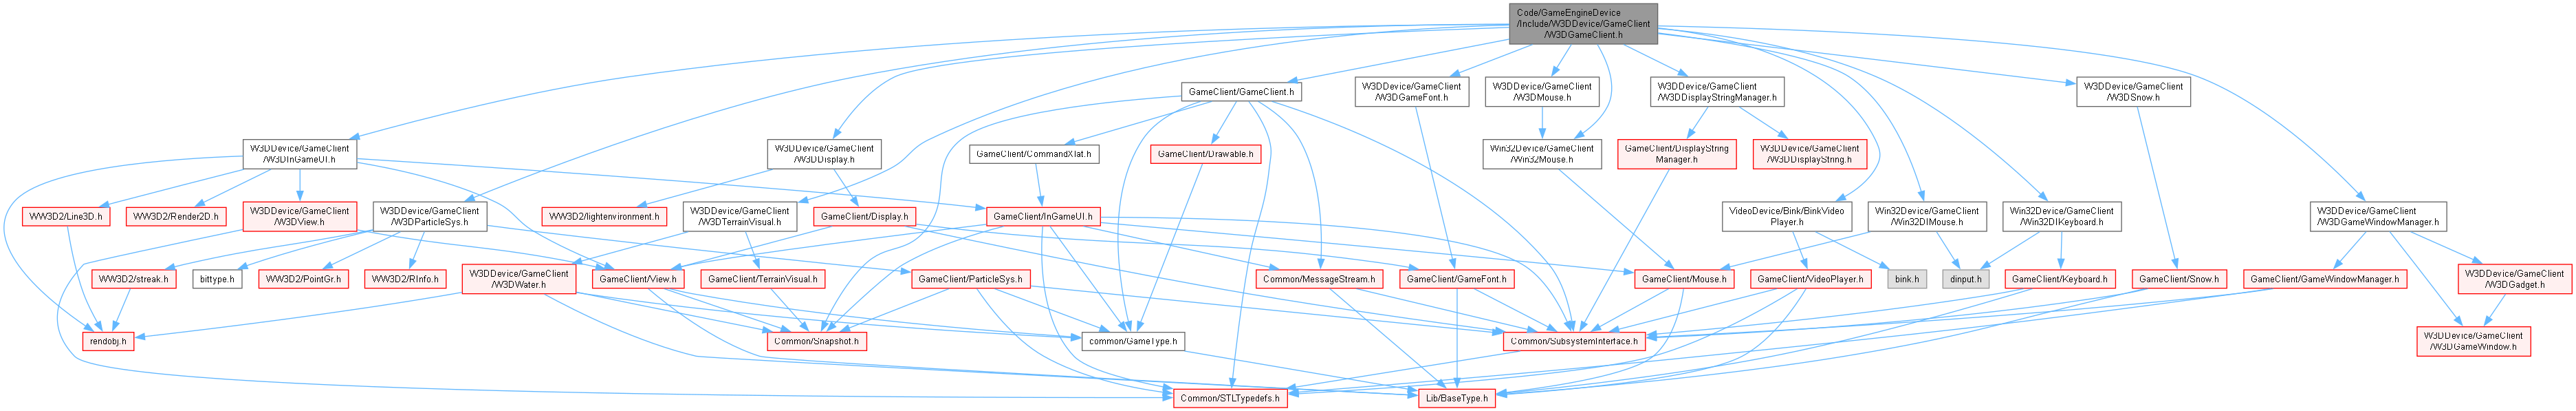 Code/GameEngineDevice
/Include/W3DDevice/GameClient
/W3DGameClient.h
W3DDevice/GameClient
/W3DGameFont.h
W3DDevice/GameClient
/W3DMouse.h
W3DDevice/GameClient
/W3DDisplayStringManager.h
W3DDevice/GameClient
/W3DSnow.h
GameClient/GameClient.h
W3DDevice/GameClient
/W3DInGameUI.h
W3DDevice/GameClient
/W3DDisplay.h
GameClient/CommandXlat.h
GameClient/Drawable.h
Win32Device/GameClient
/Win32Mouse.h
GameClient/DisplayString
Manager.h
W3DDevice/GameClient
/W3DDisplayString.h
WW3D2/Line3D.h
WW3D2/Render2D.h
W3DDevice/GameClient
/W3DView.h
W3DDevice/GameClient
/W3DParticleSys.h
WW3D2/lightenvironment.h
W3DDevice/GameClient
/W3DTerrainVisual.h
GameClient/Display.h
GameClient/InGameUI.h
VideoDevice/Bink/BinkVideo
Player.h
Win32Device/GameClient
/Win32DIMouse.h
Win32Device/GameClient
/Win32DIKeyboard.h
W3DDevice/GameClient
/W3DGameWindowManager.h
WW3D2/streak.h
bittype.h
WW3D2/PointGr.h
WW3D2/RInfo.h
W3DDevice/GameClient
/W3DWater.h
GameClient/View.h
GameClient/TerrainVisual.h
GameClient/ParticleSys.h
Common/MessageStream.h
GameClient/GameFont.h
GameClient/Mouse.h
GameClient/VideoPlayer.h
bink.h
dinput.h
GameClient/Keyboard.h
GameClient/Snow.h
GameClient/GameWindowManager.h
W3DDevice/GameClient
/W3DGadget.h
rendobj.h
Common/Snapshot.h
common/GameType.h
Common/SubsystemInterface.h
W3DDevice/GameClient
/W3DGameWindow.h
Common/STLTypedefs.h
Lib/BaseType.h